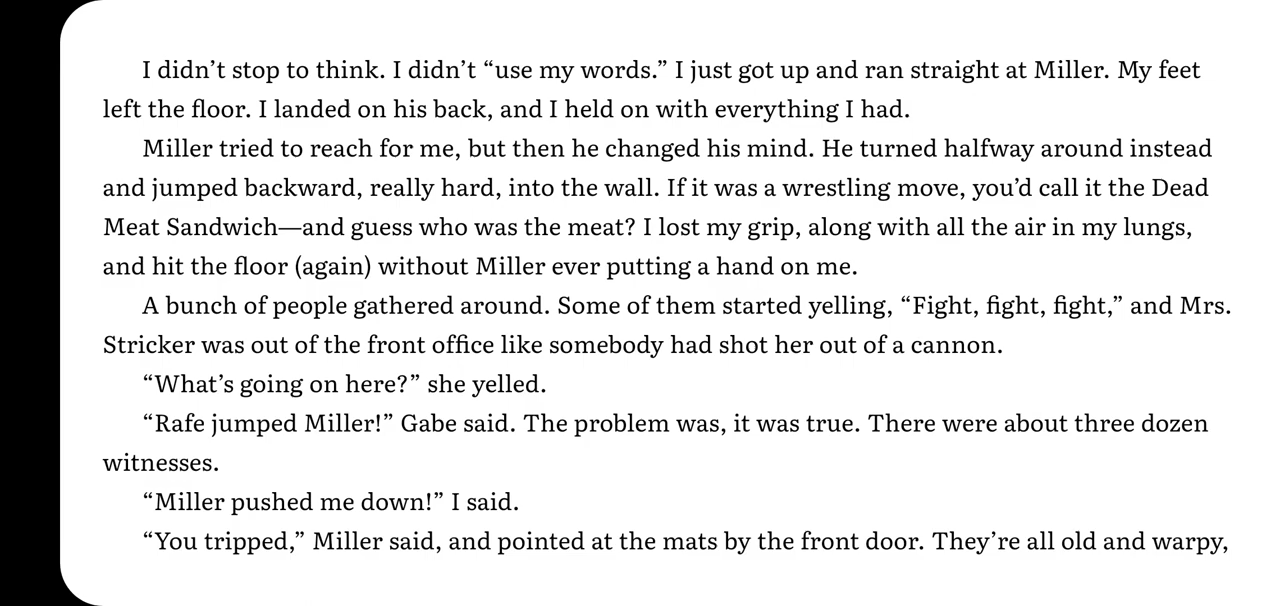 I didn’t stop to think. I didn’t “use my words.” I just got up and ran straight at Miller. My feet
left the floor. I landed on his back, and I held on with everything I had.
Miller tried to reach for me, but then he changed his mind. He turned halfway around instead
and jumped backward, really hard, into the wall. If it was a wrestling move, you’d call it the Dead
Meat Sandwich—and guess who was the meat? I lost my grip, along with all the air in my lungs,
and hit the floor (again) without Miller ever putting a hand on me.
A bunch of people gathered around. Some of them started yelling, “Fight, fight, fight,” and Mrs.
Stricker was out of the front office like somebody had shot her out of a cannon.
“What’s going on here?” she yelled.
“Rafe jumped Miller!” Gabe said. The problem was, it was true. There were about three dozen
witnesses.
“Miller pushed me down!” I said.
“You tripped,” Miller said, and pointed at the mats by the front door. They’re all old and warpy,